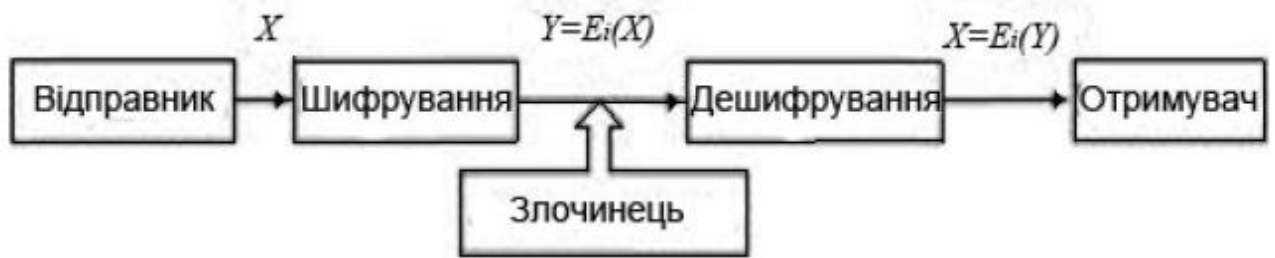 X
Y=Ei(X)
X=Ei(Y)
Відправник
Шифрування
Дешифрування
Отримувач
Злочинець